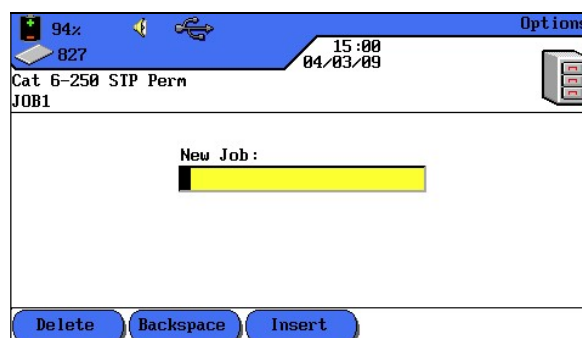 94%
Options
827
15:00
04/03/09
Cat 6-250 STP Perm
JOB1
New Job:
Delete
Backspace
Insert